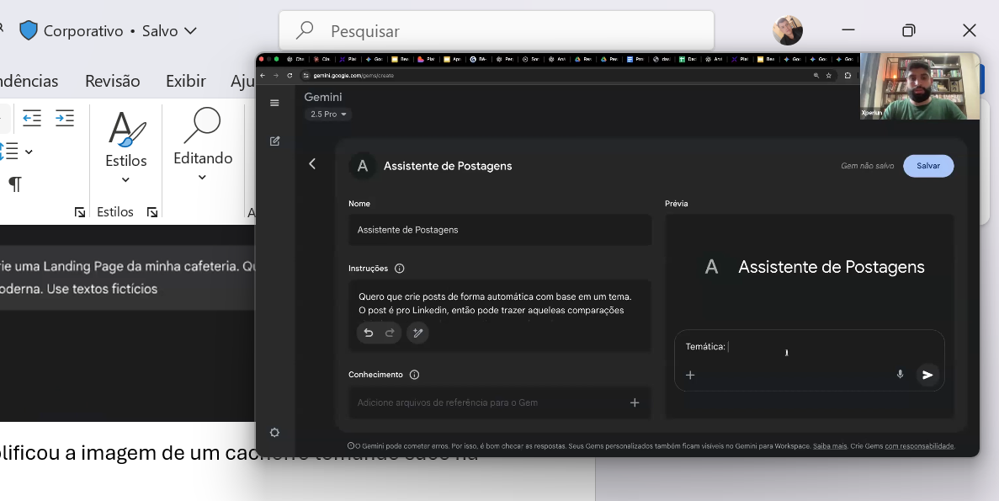 Corporativo • Salvo
Pesquisar
ndências
Revisão
Exibir
Aju
Estilos
Editando
Estilos
rie uma Landing Page da minha cafeteria. Qu
oderna. Use textos fictícios
lificou a imagem de um cac
gemini.google.com/gems/create
Xperiun
Gemini
2.5 Pro
A
Assistente de Postagens
Gem não salvo
Salvar
Nome
Assistente de Postagens
Instruções
Quero que crie posts de forma automática com base em um tema.
O post é pro Linkedin, então pode trazer aqueleas comparações
Conhecimento
Adicione arquivos de referência para o Gem
Prévia
A Assistente de Postagens
Temática:
O Gemini pode cometer erros. Por isso, é bom checar as respostas. Seus Gems personalizados também ficam visíveis no Gemini para Workspace. Saiba mais. Crie Gems com responsabilidade.